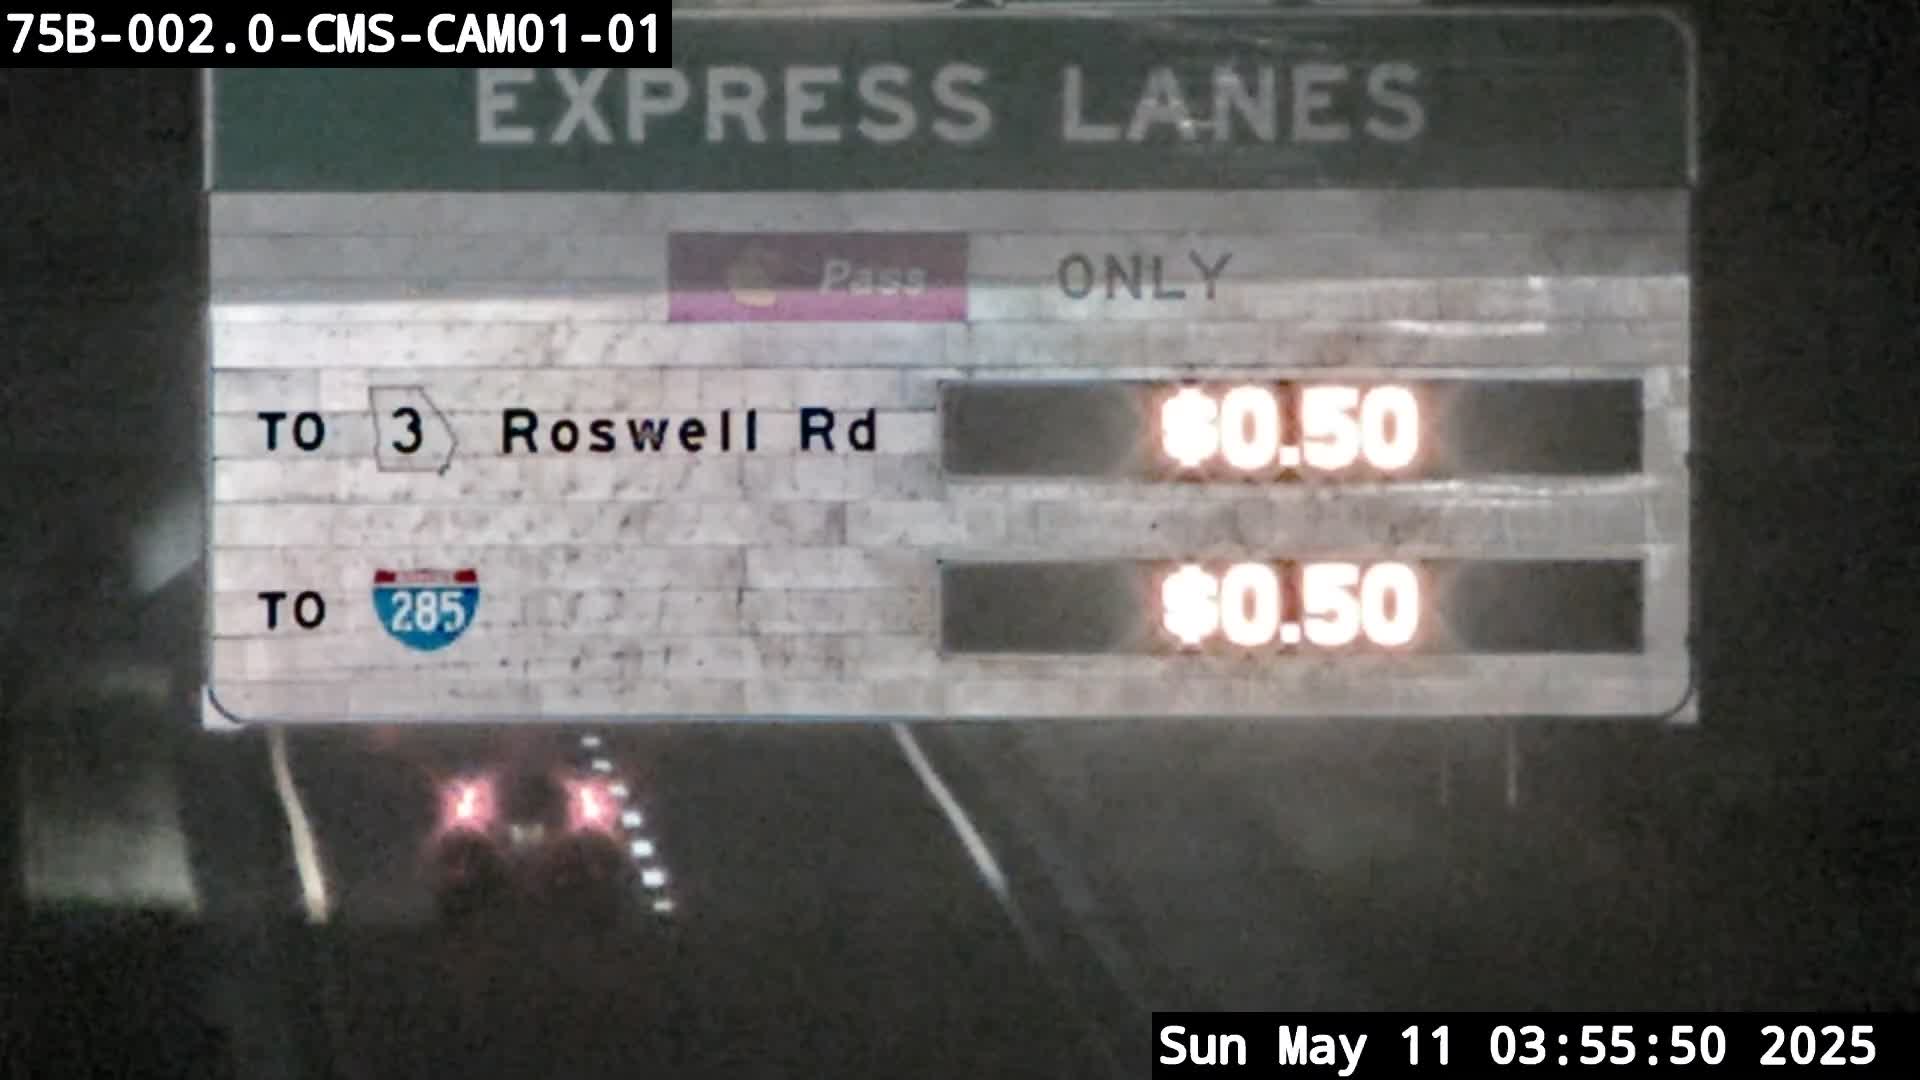 75B-002.0-CMS-CAM01-01
EXPRESS LANES
Pass ONLY
TO 3 Roswell Rd $0.50
TO 285 $0.50
Sun May 11 03:55:50 2025